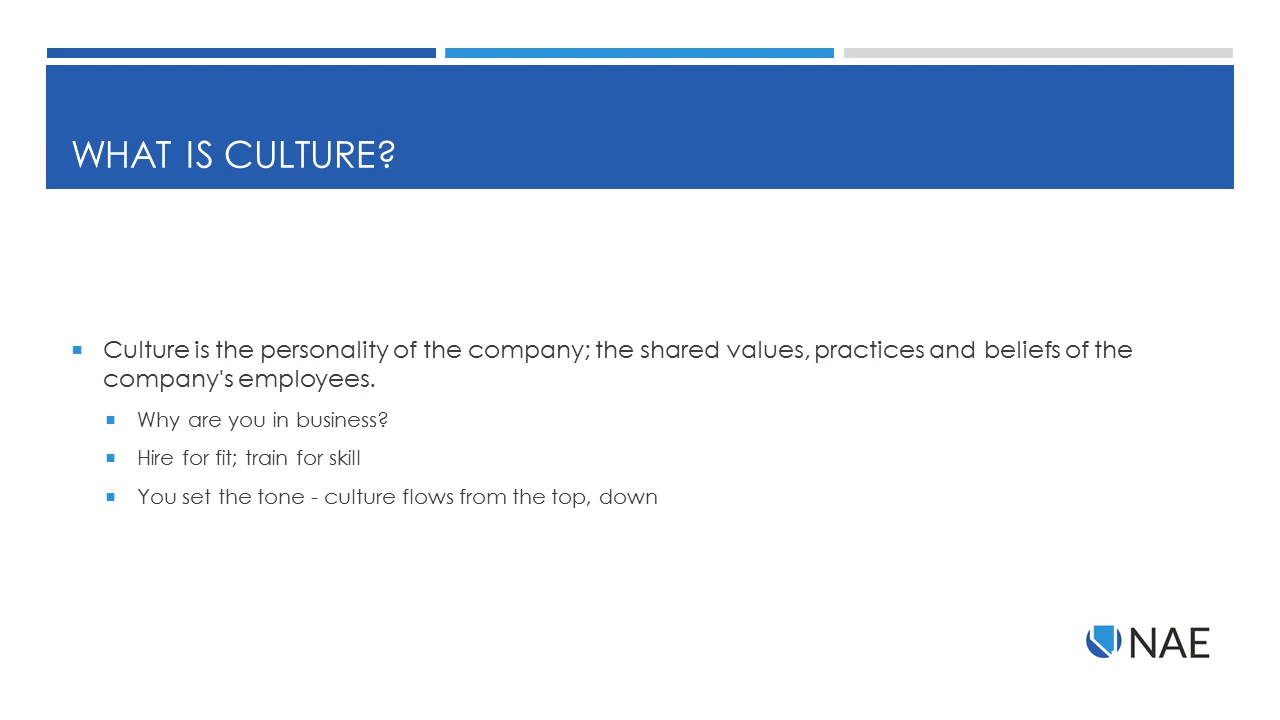 WHAT IS CULTURE?
Culture is the personality of the company; the shared values, practices and beliefs of the
company's employees.
Why are you in business?
Hire for fit; train for skill
You set the tone - culture flows from the top, down
NAE